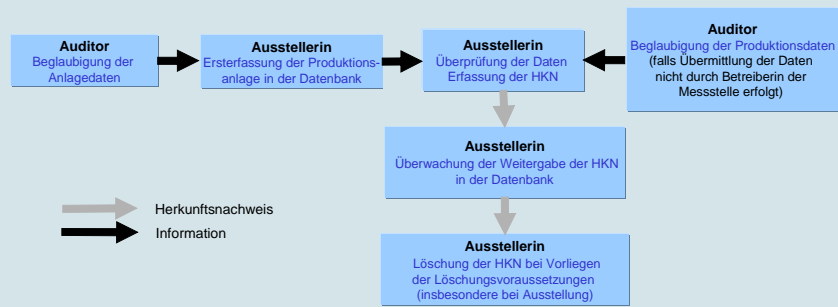 Auditor
Beglaubigung der
Anlagedaten
Ausstellerin
Ersterfassung der Produktions-
anlage in der Datenbank
Ausstellerin
Überprüfung der Daten
Erfassung der HKN
Auditor
Beglaubigung der Produktionsdaten
(falls Übermittlung der Daten
nicht durch Betreiberin der
Messstelle erfolgt)
Ausstellerin
Überwachung der Weitergabe der HKN
in der Datenbank
Herkunftsnachweis
Information
Ausstellerin
Löschung der HKN bei Vorliegen
der Löschungsvoraussetzungen
(insbesondere bei Ausstellung)